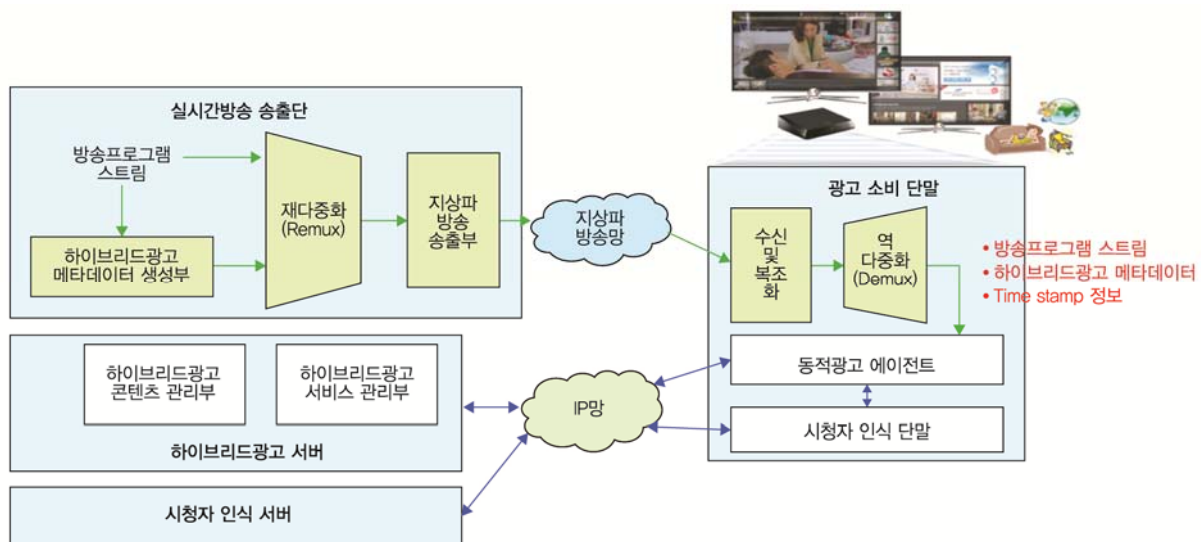 실시간방송 송출단
방송프로그램
스트림
하이브리드광고
메타데이터 생성부
재다중화
(Remux)
지상파
방송
송출부
지상파
방송망
광고 소비 단말
수신
및
복조
화
역
다중화
(Demux)
• 방송프로그램 스트림
• 하이브리드광고 메타데이터
• Time stamp 정보
동적광고 에이전트
시청자 인식 단말
하이브리드광고
콘텐츠 관리부
하이브리드광고
서비스 관리부
하이브리드광고 서버
IP망
시청자 인식 서버